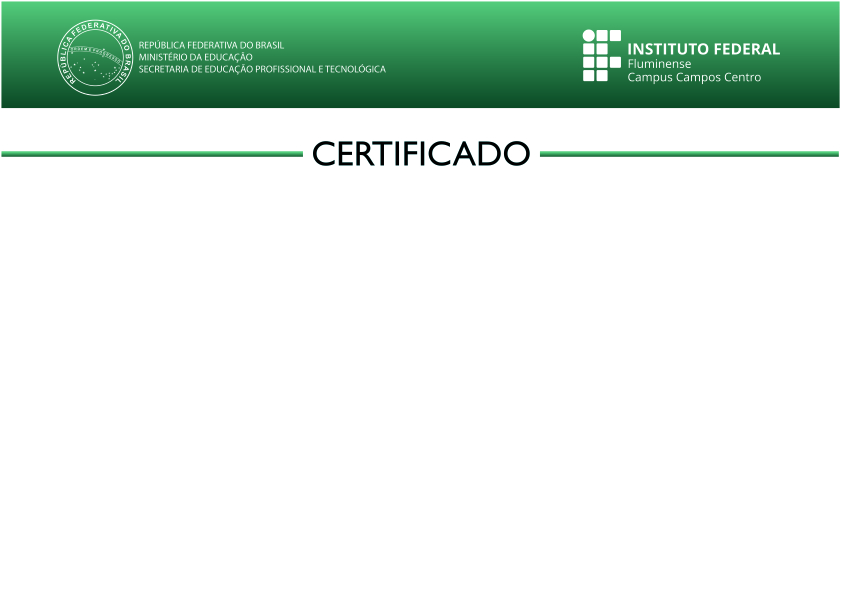 REPÚBLICA FEDERATIVA DO BRASIL
ORDEM E PROGRESSO
REPÚBLICA FEDERATIVA DO BRASIL
MINISTÉRIO DA EDUCAÇÃO
SECRETARIA DE EDUCAÇÃO PROFISSIONAL E TECNOLÓGICA
INSTITUTO FEDERAL
Fluminense
Campus Campos Centro
CERTIFICADO